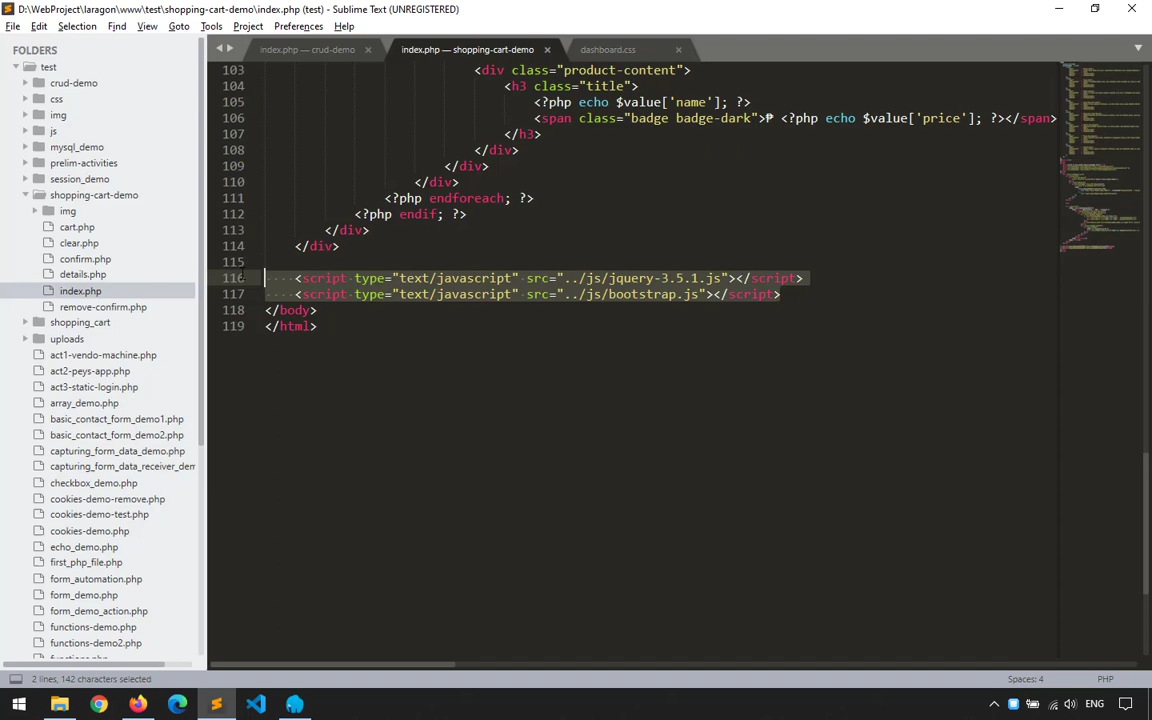 D:\WebProject\laragon\www\test\shopping-cart-demo\index.php (test) - Sublime Text (UNREGISTERED)
File Edit Selection Find View Goto Tools Project Preferences Help
FOLDERS
test
crud-demo
css
img
js
mysql_demo
prelim-activities
session_demo
shopping-cart-demo
img
cart.php
clear.php
confirm.php
details.php
index.php
remove-confirm.php
shopping_cart
uploads
act1-vendo-machine.php
act2-peys-app.php
act3-static-login.php
array_demo.php
basic_contact_form_demo1.php
basic_contact_form_demo2.php
capturing_form_data_demo.php
capturing_form_data_receiver_den
checkbox_demo.php
cookies-demo-remove.php
cookies-demo-test.php
cookies-demo.php
echo_demo.php
first_php_file.php
form_automation.php
form_demo.php
form_demo_action.php
functions-demo.php
functions-demo2.php
index.php — crud-demo
index.php — shopping-cart-demo
dashboard.css
103 <div class="product-content">
104 <h3 class="title">
105 <?php echo $value['name']; ?>
106 <span class="badge badge-dark">₱ <?php echo $value['price']; ?></span>
107 </h3>
108 </div>
109 </div>
110 </div>
111 <?php endforeach; ?>
112 <?php endif; ?>
113 </div>
114 </div>
115
116 <script type="text/javascript" src="../js/jquery-3.5.1.js"></script>
117 <script type="text/javascript" src="../js/bootstrap.js"></script>
118 </body>
119 </html>
2 lines, 142 characters selected
Spaces: 4
PHP
ENG